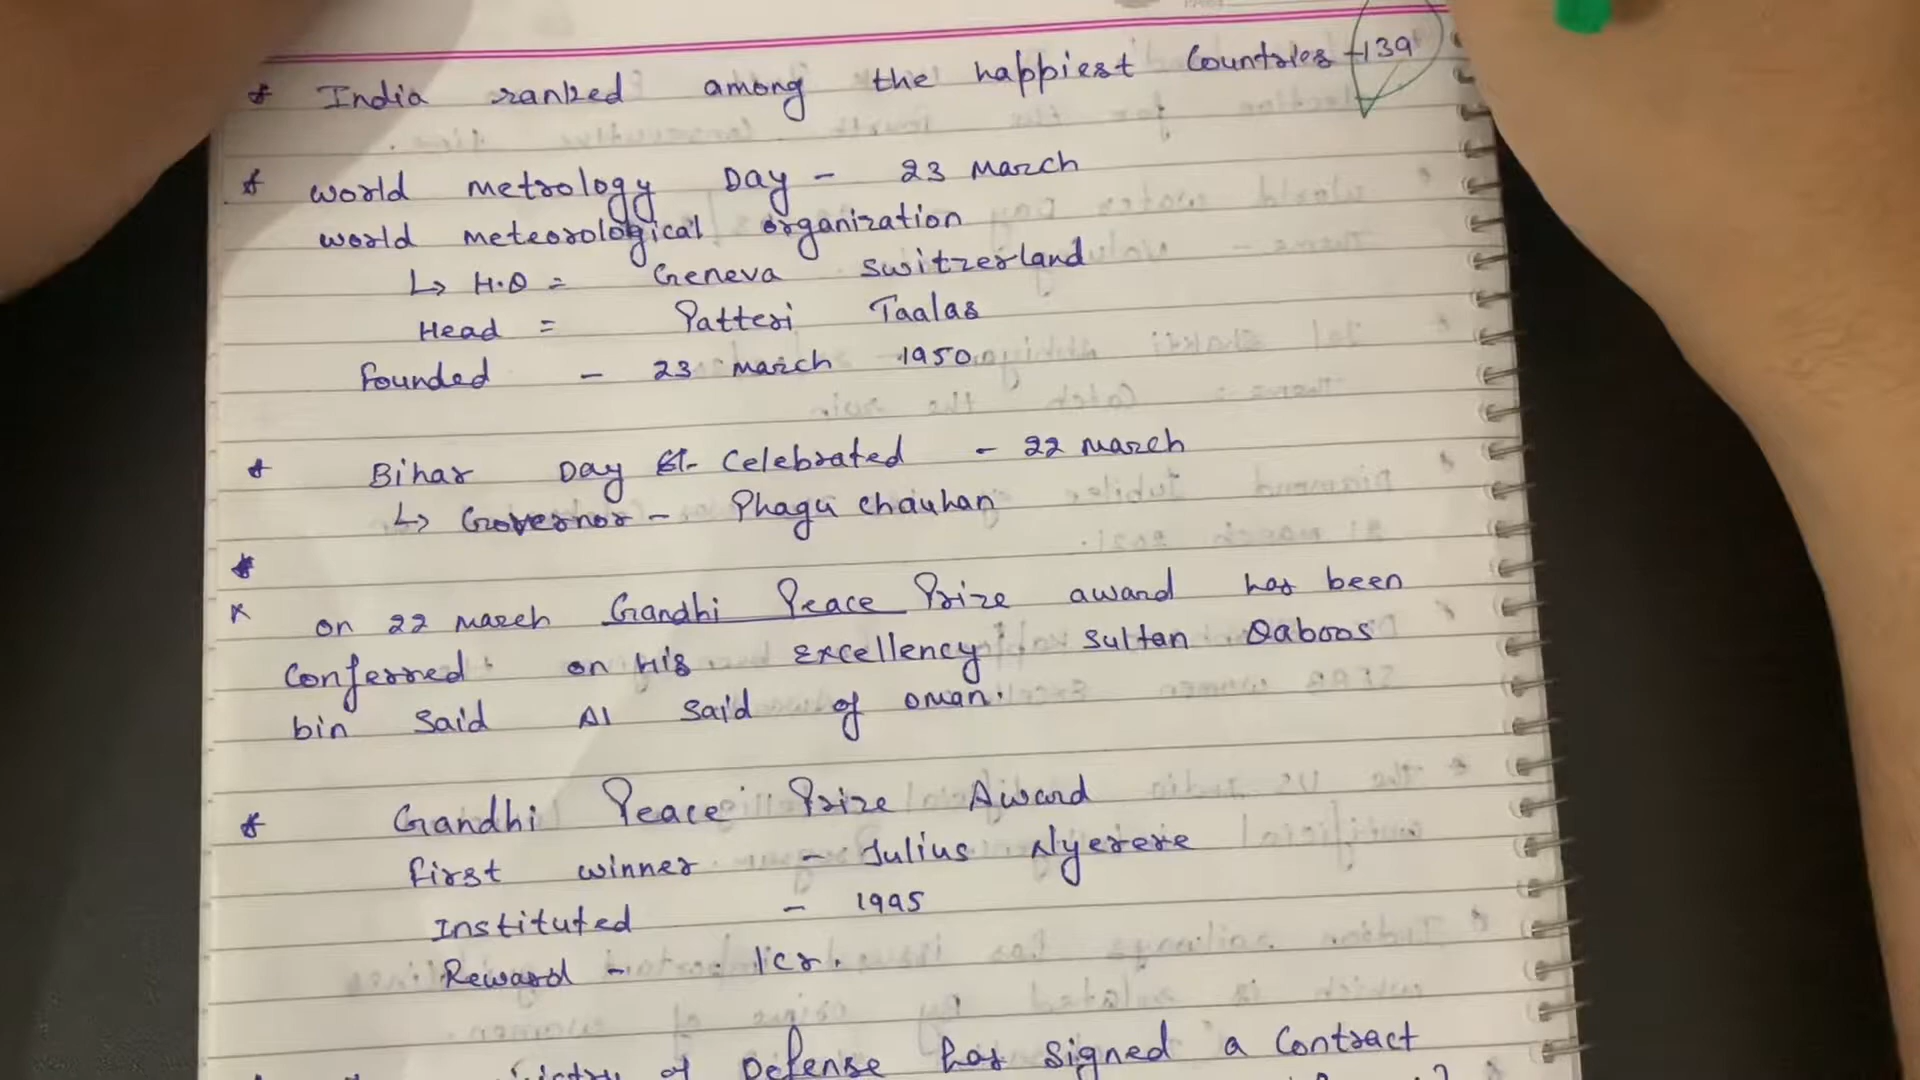 * India ranked among the happiest Countries - 139
* world metrology Day - 23 March
world meteorological organization
↳ H.Q = Geneva Switzerland
Head = Patteri Taalas
Founded - 23 march 1950
* Bihar Day Celebrated - 22 march
↳ Governor - Phagu Chauhan
*
x on 22 march Gandhi Peace Prize award has been
Conferred on His Excellency Sultan Qaboos
bin Said Al Said of oman.
* Gandhi Peace Prize Award
First winner - Julius Nyerere
Instituted - 1995
Reward - 1cr.
of Defense has signed a Contract